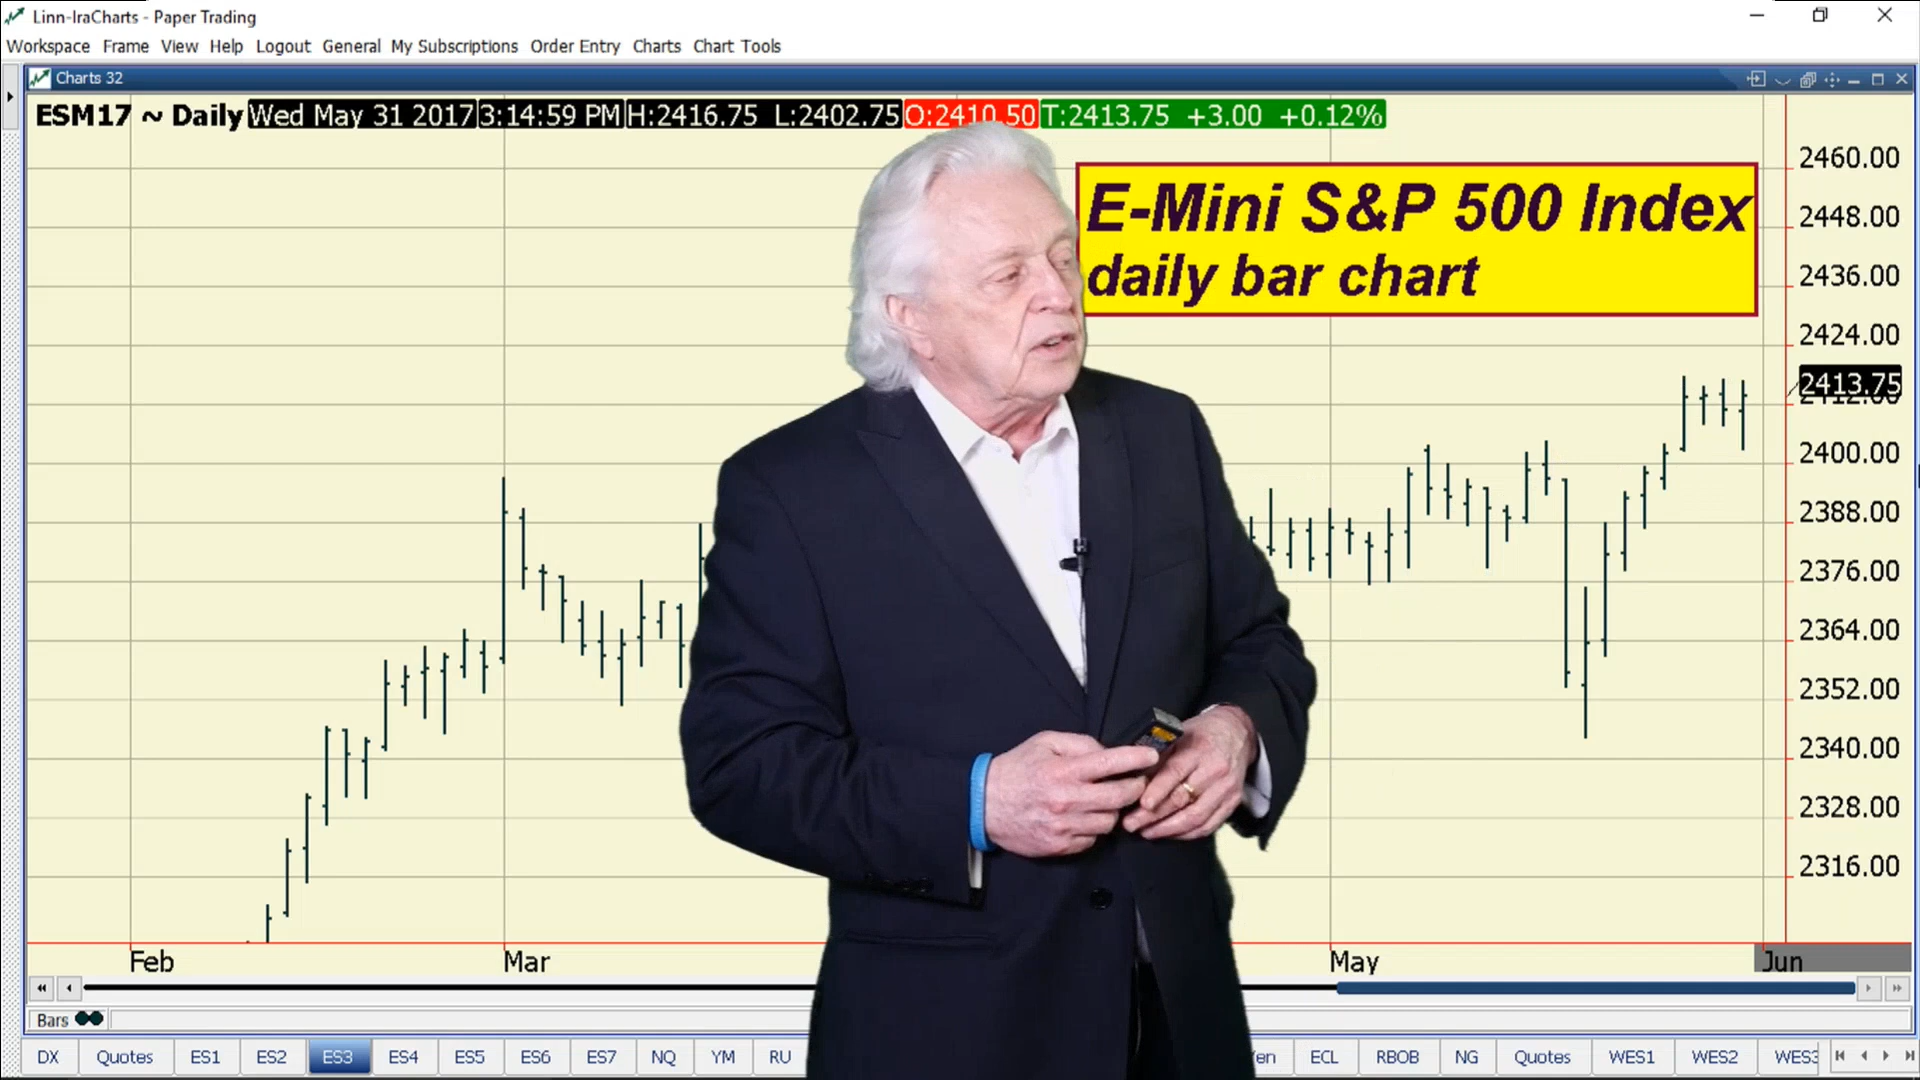 Linn-IraCharts - Paper Trading
Workspace Frame View Help Logout General My Subscriptions Order Entry Charts Chart Tools
Charts 32
ESM17 ~ Daily Wed May 31 2017 3:14:59 PM H:2416.75 L:2402.75 O:2410.50 T:2413.75 +3.00 +0.12%
E-Mini S&P 500 Index
daily bar chart
2460.00
2448.00
2436.00
2424.00
2413.75
2412.00
2400.00
2388.00
2376.00
2364.00
2352.00
2340.00
2328.00
2316.00
Feb Mar May Jun
Bars
DX Quotes ES1 ES2 ES3 ES4 ES5 ES6 ES7 NQ YM RU en ECL RBOB NG Quotes WES1 WES2 WES3